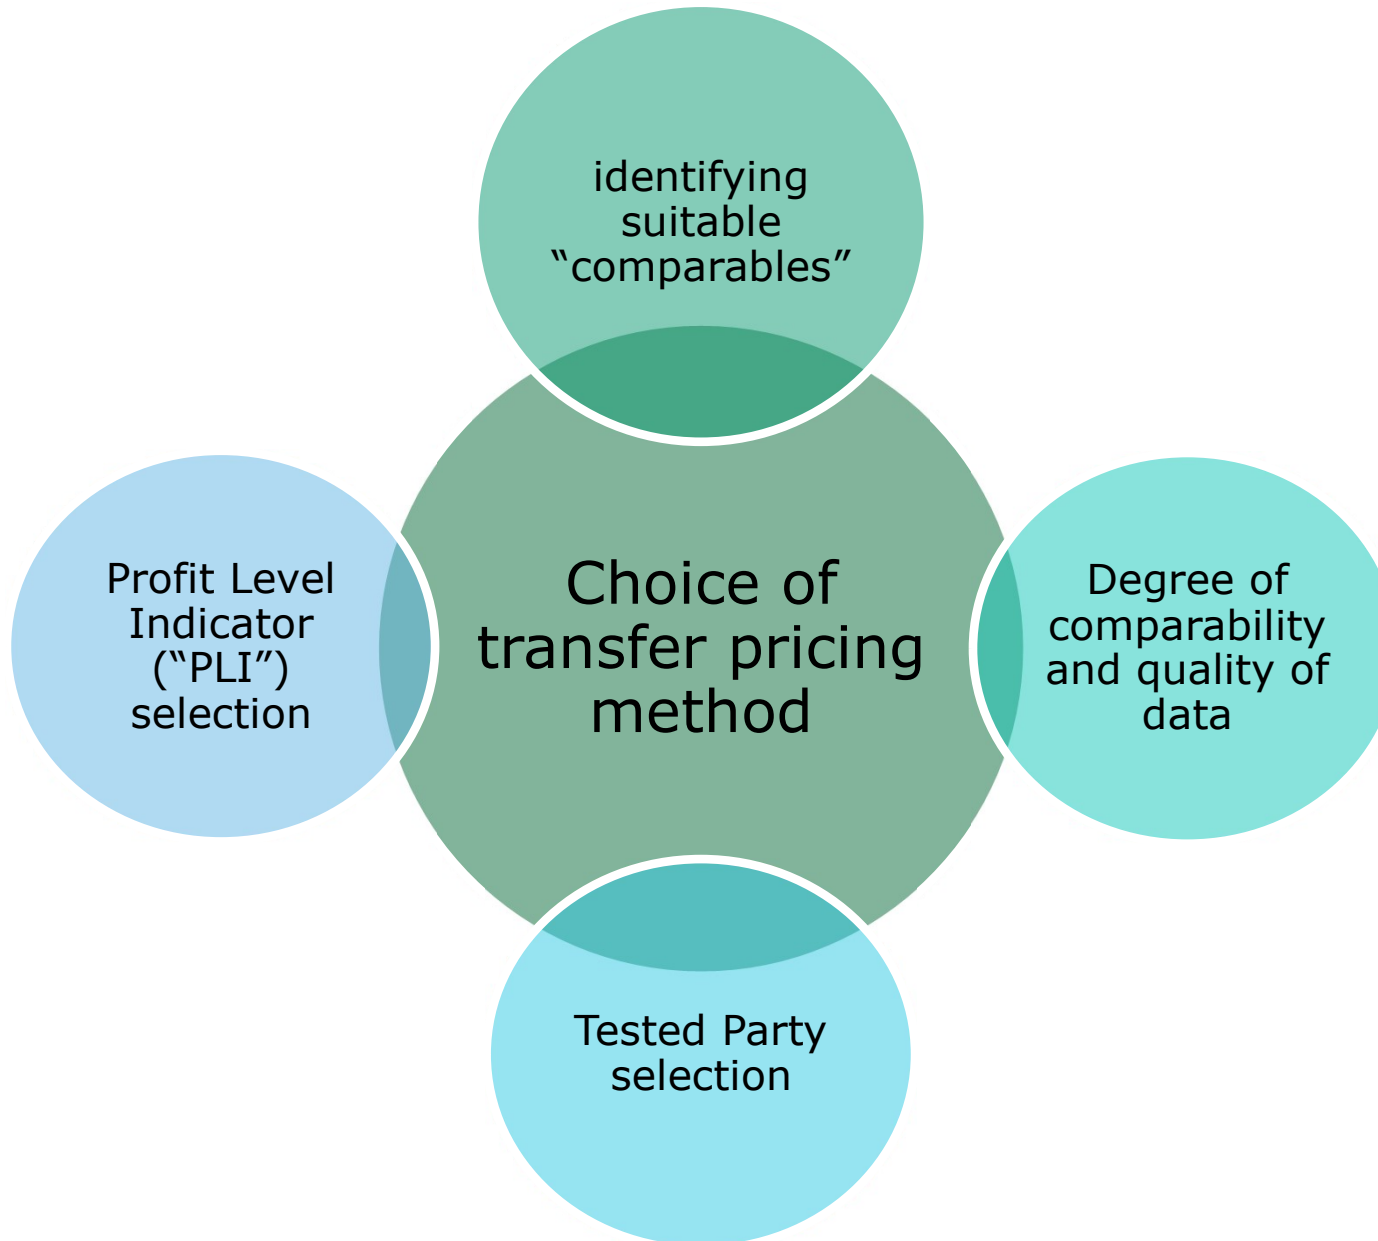 identifying
suitable
“comparables”
Profit Level
Indicator
(“PLI”)
selection
Choice of
transfer pricing
method
Degree of
comparability
and quality of
data
Tested Party
selection